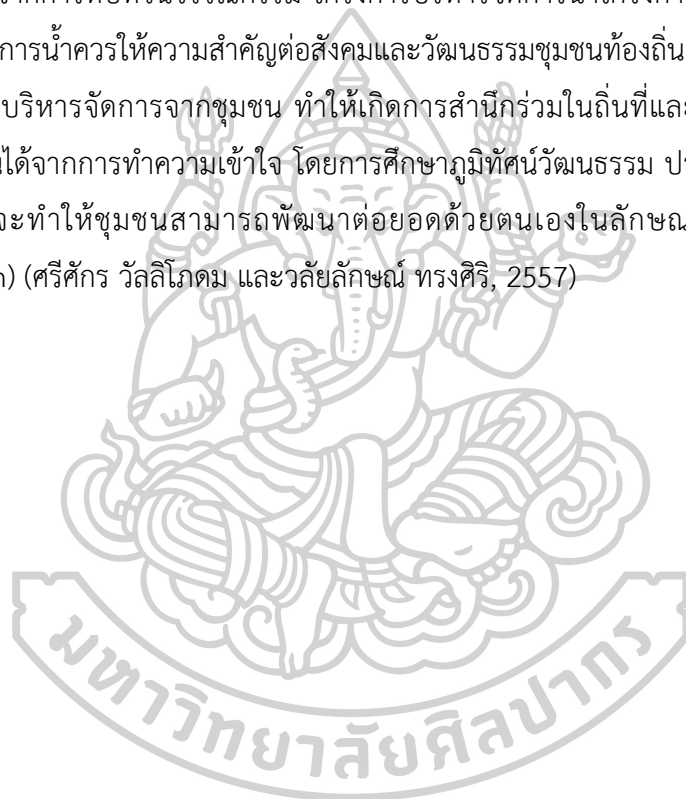 การน้ำควรให้ความสำคัญต่อสังคมและวัฒนธรรมชุมชนท้องถิ่น
บริหารจัดการจากชุมชน ทำให้เกิดการสำนึกร่วมในถิ่นที่และ
ได้จากการทำความเข้าใจ โดยการศึกษาภูมิทัศน์วัฒนธรรม
จะทำให้ชุมชนสามารถพัฒนาต่อยอดด้วยตนเองในลักษณ
(ศรีศักร วัลลิโภดม และวลัยลักษณ์ ทรงศิริ, 2557)
มหาวิทยาลัยศิลปากร